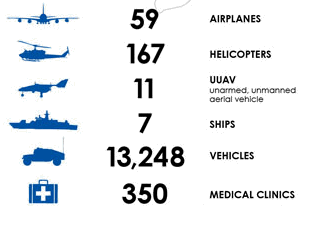 59 AIRPLANES
167 HELICOPTERS
11 UUAV
unarmed, unmanned
aerial vehicle
7 SHIPS
13,248 VEHICLES
350 MEDICAL CLINICS